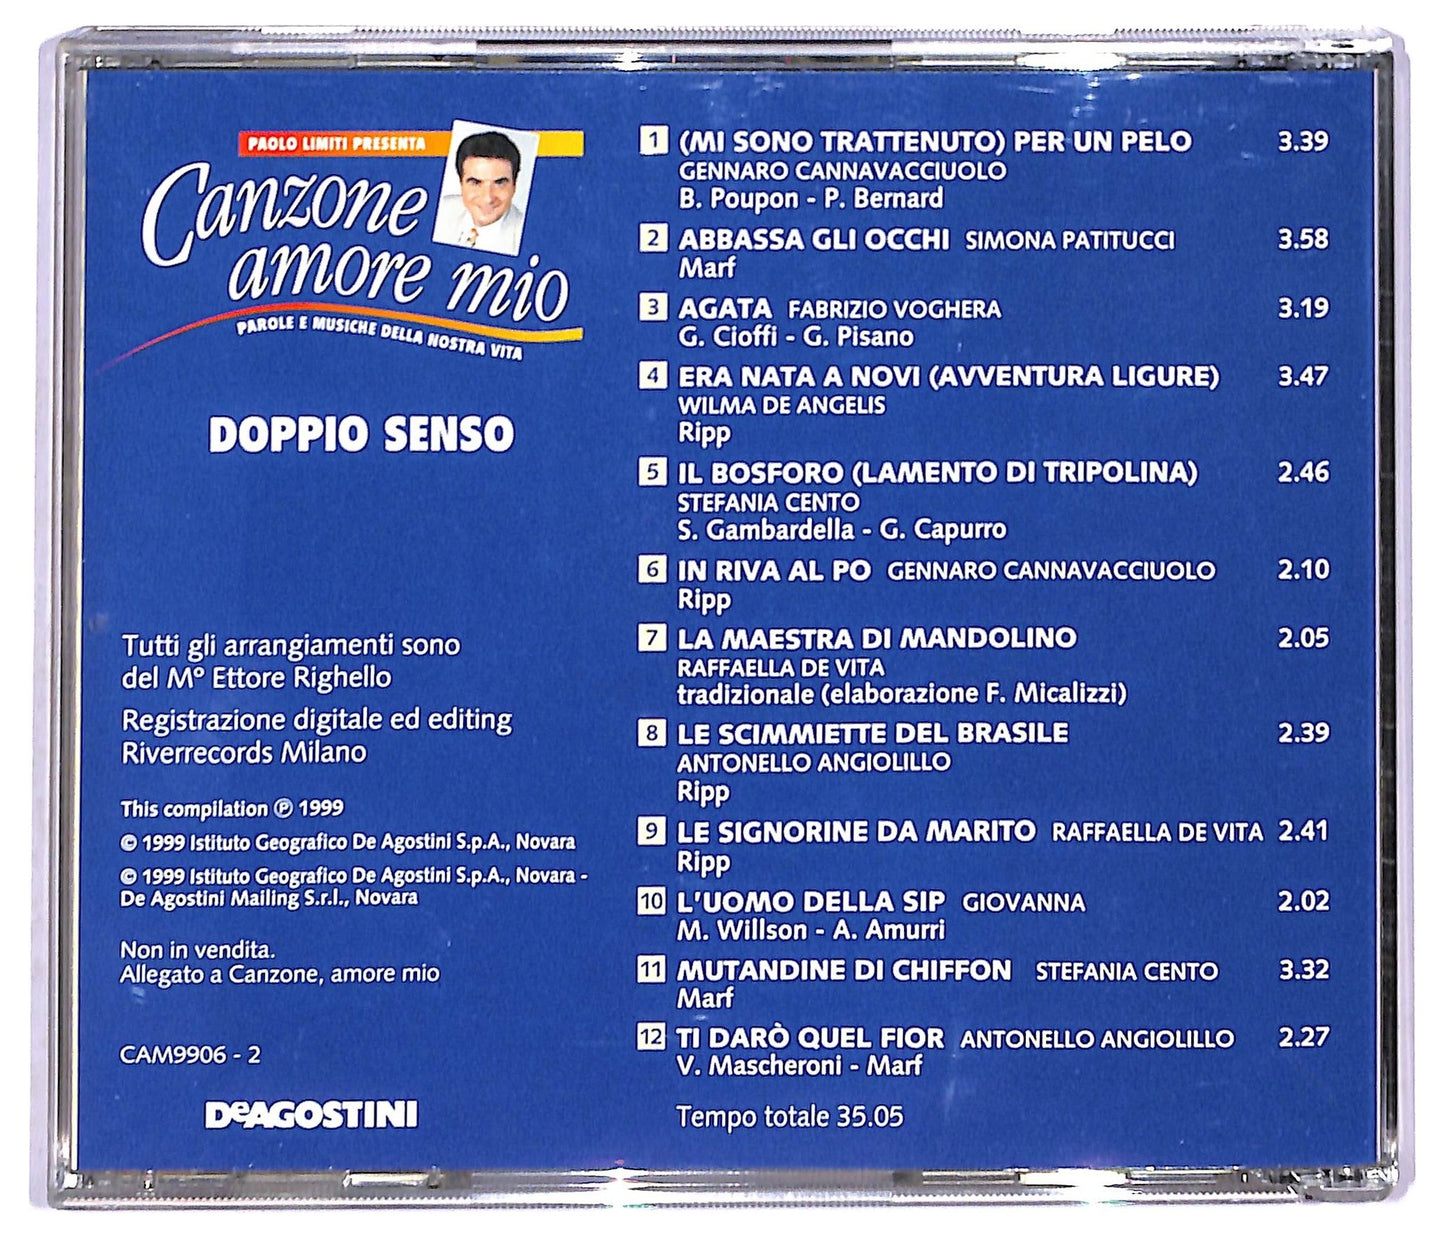 PAOLO LIMITI PRESENTA
Canzone
amore mio
PAROLE E MUSICHE DELLA NOSTRA VITA
DOPPIO SENSO
Tutti gli arrangiamenti sono
del M° Ettore Righello
Registrazione digitale ed editing
Riverrecords Milano
This compilation ℗ 1999
© 1999 Istituto Geografico De Agostini S.p.A., Novara
© 1999 Istituto Geografico De Agostini S.p.A., Novara -
De Agostini Mailing S.r.l., Novara
Non in vendita.
Allegato a Canzone, amore mio
CAM9906 - 2
DeAGOSTINI
1 (MI SONO TRATTENUTO) PER UN PELO 3.39
GENNARO CANNAVACCIUOLO
B. Poupon - P. Bernard
2 ABBASSA GLI OCCHI SIMONA PATITUCCI 3.58
Marf
3 AGATA FABRIZIO VOGHERA 3.19
G. Cioffi - G. Pisano
4 ERA NATA A NOVI (AVVENTURA LIGURE) 3.47
WILMA DE ANGELIS
Ripp
5 IL BOSFORO (LAMENTO DI TRIPOLINA) 2.46
STEFANIA CENTO
S. Gambardella - G. Capurro
6 IN RIVA AL PO GENNARO CANNAVACCIUOLO 2.10
Ripp
7 LA MAESTRA DI MANDOLINO 2.05
RAFFAELLA DE VITA
tradizionale (elaborazione F. Micalizzi)
8 LE SCIMMIETTE DEL BRASILE 2.39
ANTONELLO ANGIOLILLO
Ripp
9 LE SIGNORINE DA MARITO RAFFAELLA DE VITA 2.41
Ripp
10 L'UOMO DELLA SIP GIOVANNA 2.02
M. Willson - A. Amurri
11 MUTANDINE DI CHIFFON STEFANIA CENTO 3.32
Marf
12 TI DARÒ QUEL FIOR ANTONELLO ANGIOLILLO 2.27
V. Mascheroni - Marf
Tempo totale 35.05